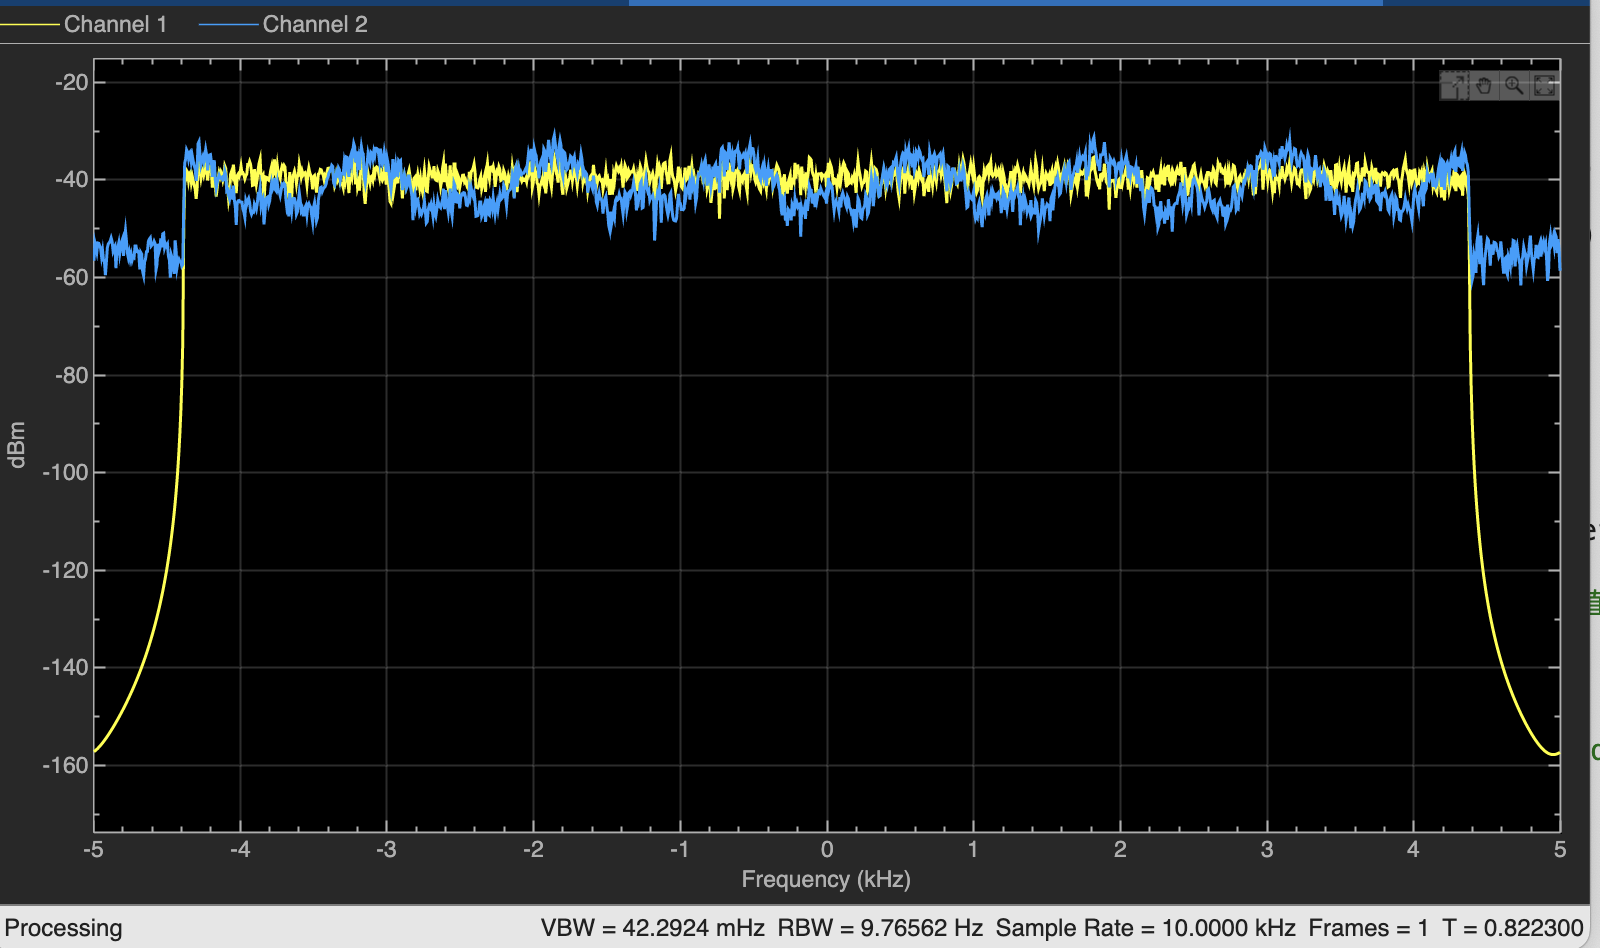 Channel 1 Channel 2
-20
-40
-60
-80
-100
-120
-140
-160
dBm
-5 -4 -3 -2 -1 0 1 2 3 4 5
Frequency (kHz)
Processing VBW = 42.2924 mHz RBW = 9.76562 Hz Sample Rate = 10.0000 kHz Frames = 1 T = 0.822300